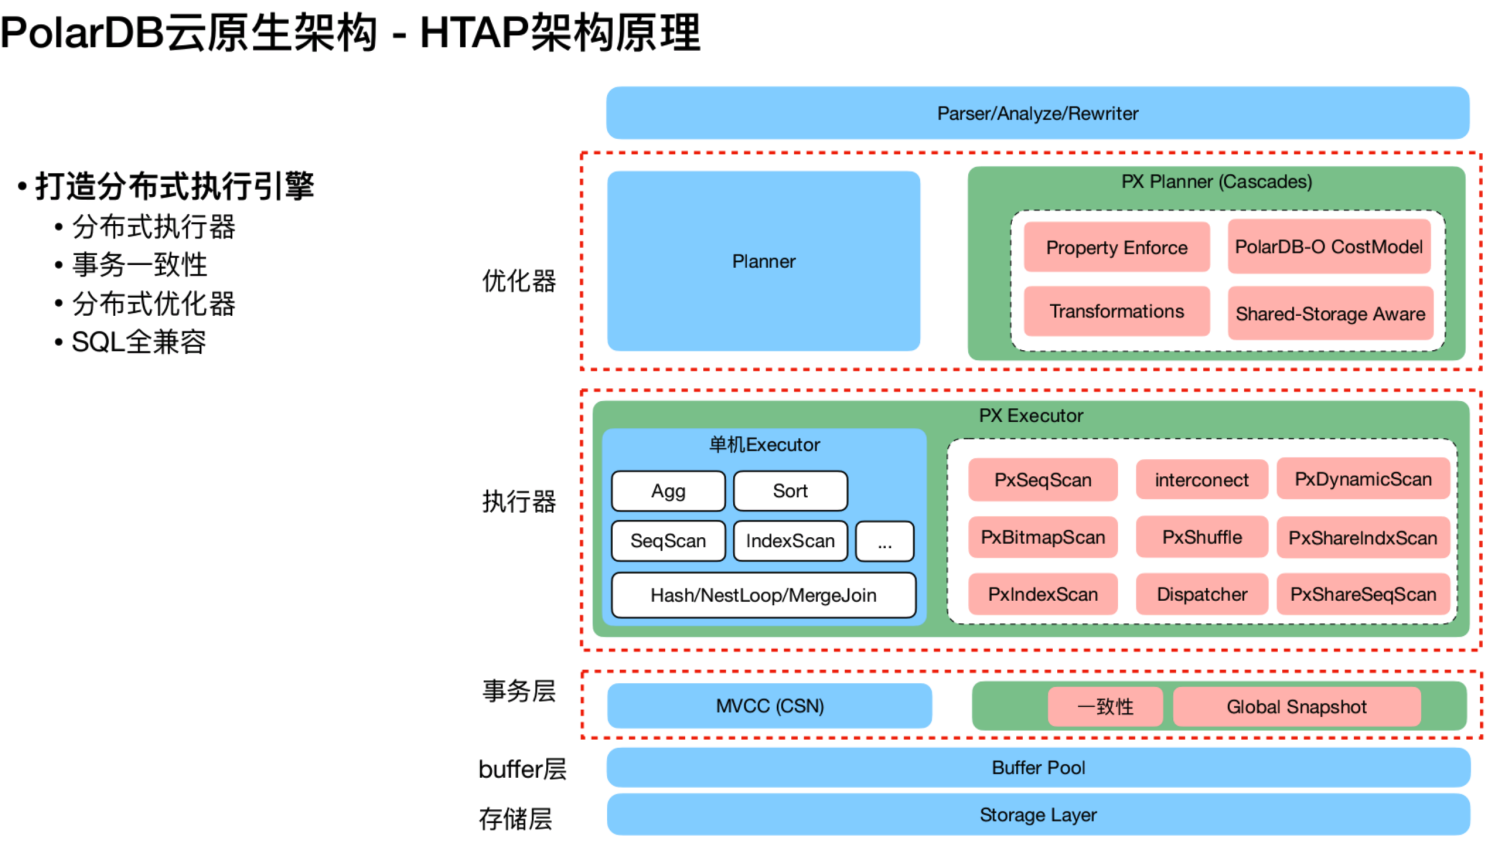 PolarDB云原生架构 - HTAP架构原理
• 打造分布式执行引擎
• 分布式执行器
• 事务一致性
• 分布式优化器
• SQL全兼容
Parser/Analyze/Rewriter
优化器
Planner
PX Planner (Cascades)
Property Enforce
PolarDB-O CostModel
Transformations
Shared-Storage Aware
执行器
PX Executor
单机Executor
Agg
Sort
SeqScan
IndexScan
...
Hash/NestLoop/MergeJoin
PxSeqScan
interconect
PxDynamicScan
PxBitmapScan
PxShuffle
PxShareIndxScan
PxIndexScan
Dispatcher
PxShareSeqScan
事务层
MVCC (CSN)
一致性
Global Snapshot
buffer层
Buffer Pool
存储层
Storage Layer